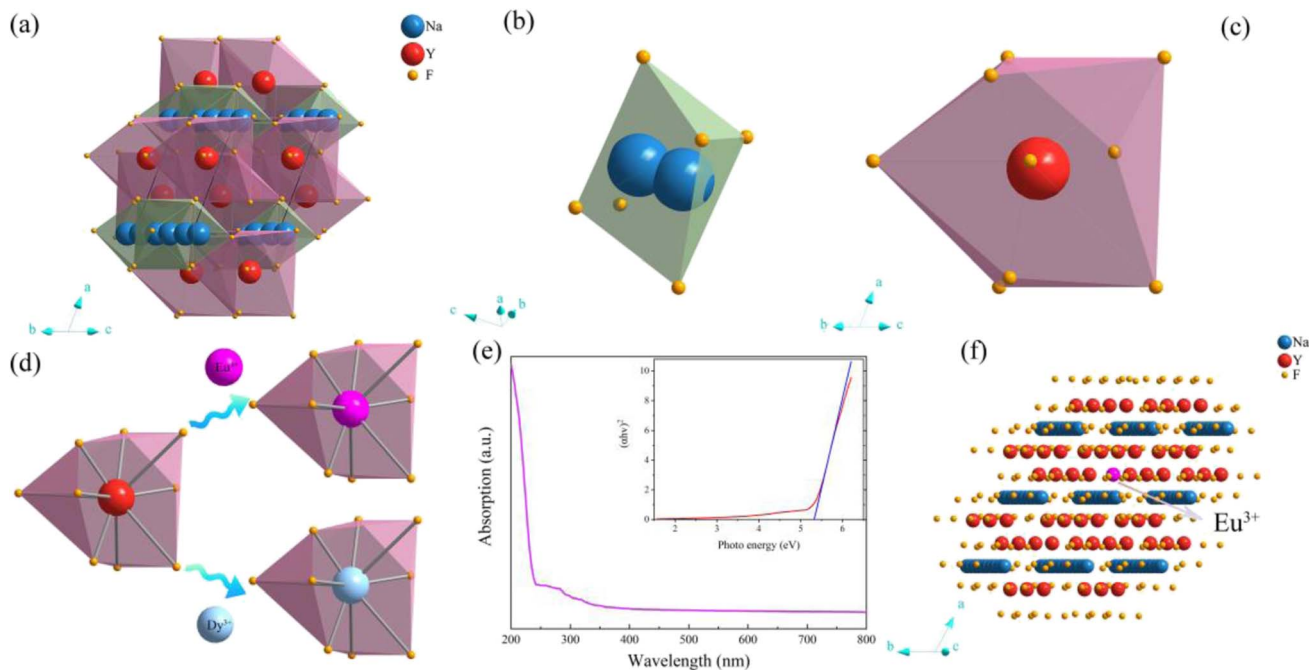 (a)
Na
Y
F
a
b
c
(b)
c
a
b
(c)
a
b
c
(d)
Eu³⁺
Dy³⁺
(e)
Absorption (a.u.)
Wavelength (nm)
200 300 400 500 600 700 800
(αhν)²
10
8
6
4
2
0
2 3 4 5 6
Photo energy (eV)
(f)
Na
Y
F
Eu³⁺
a
b
c